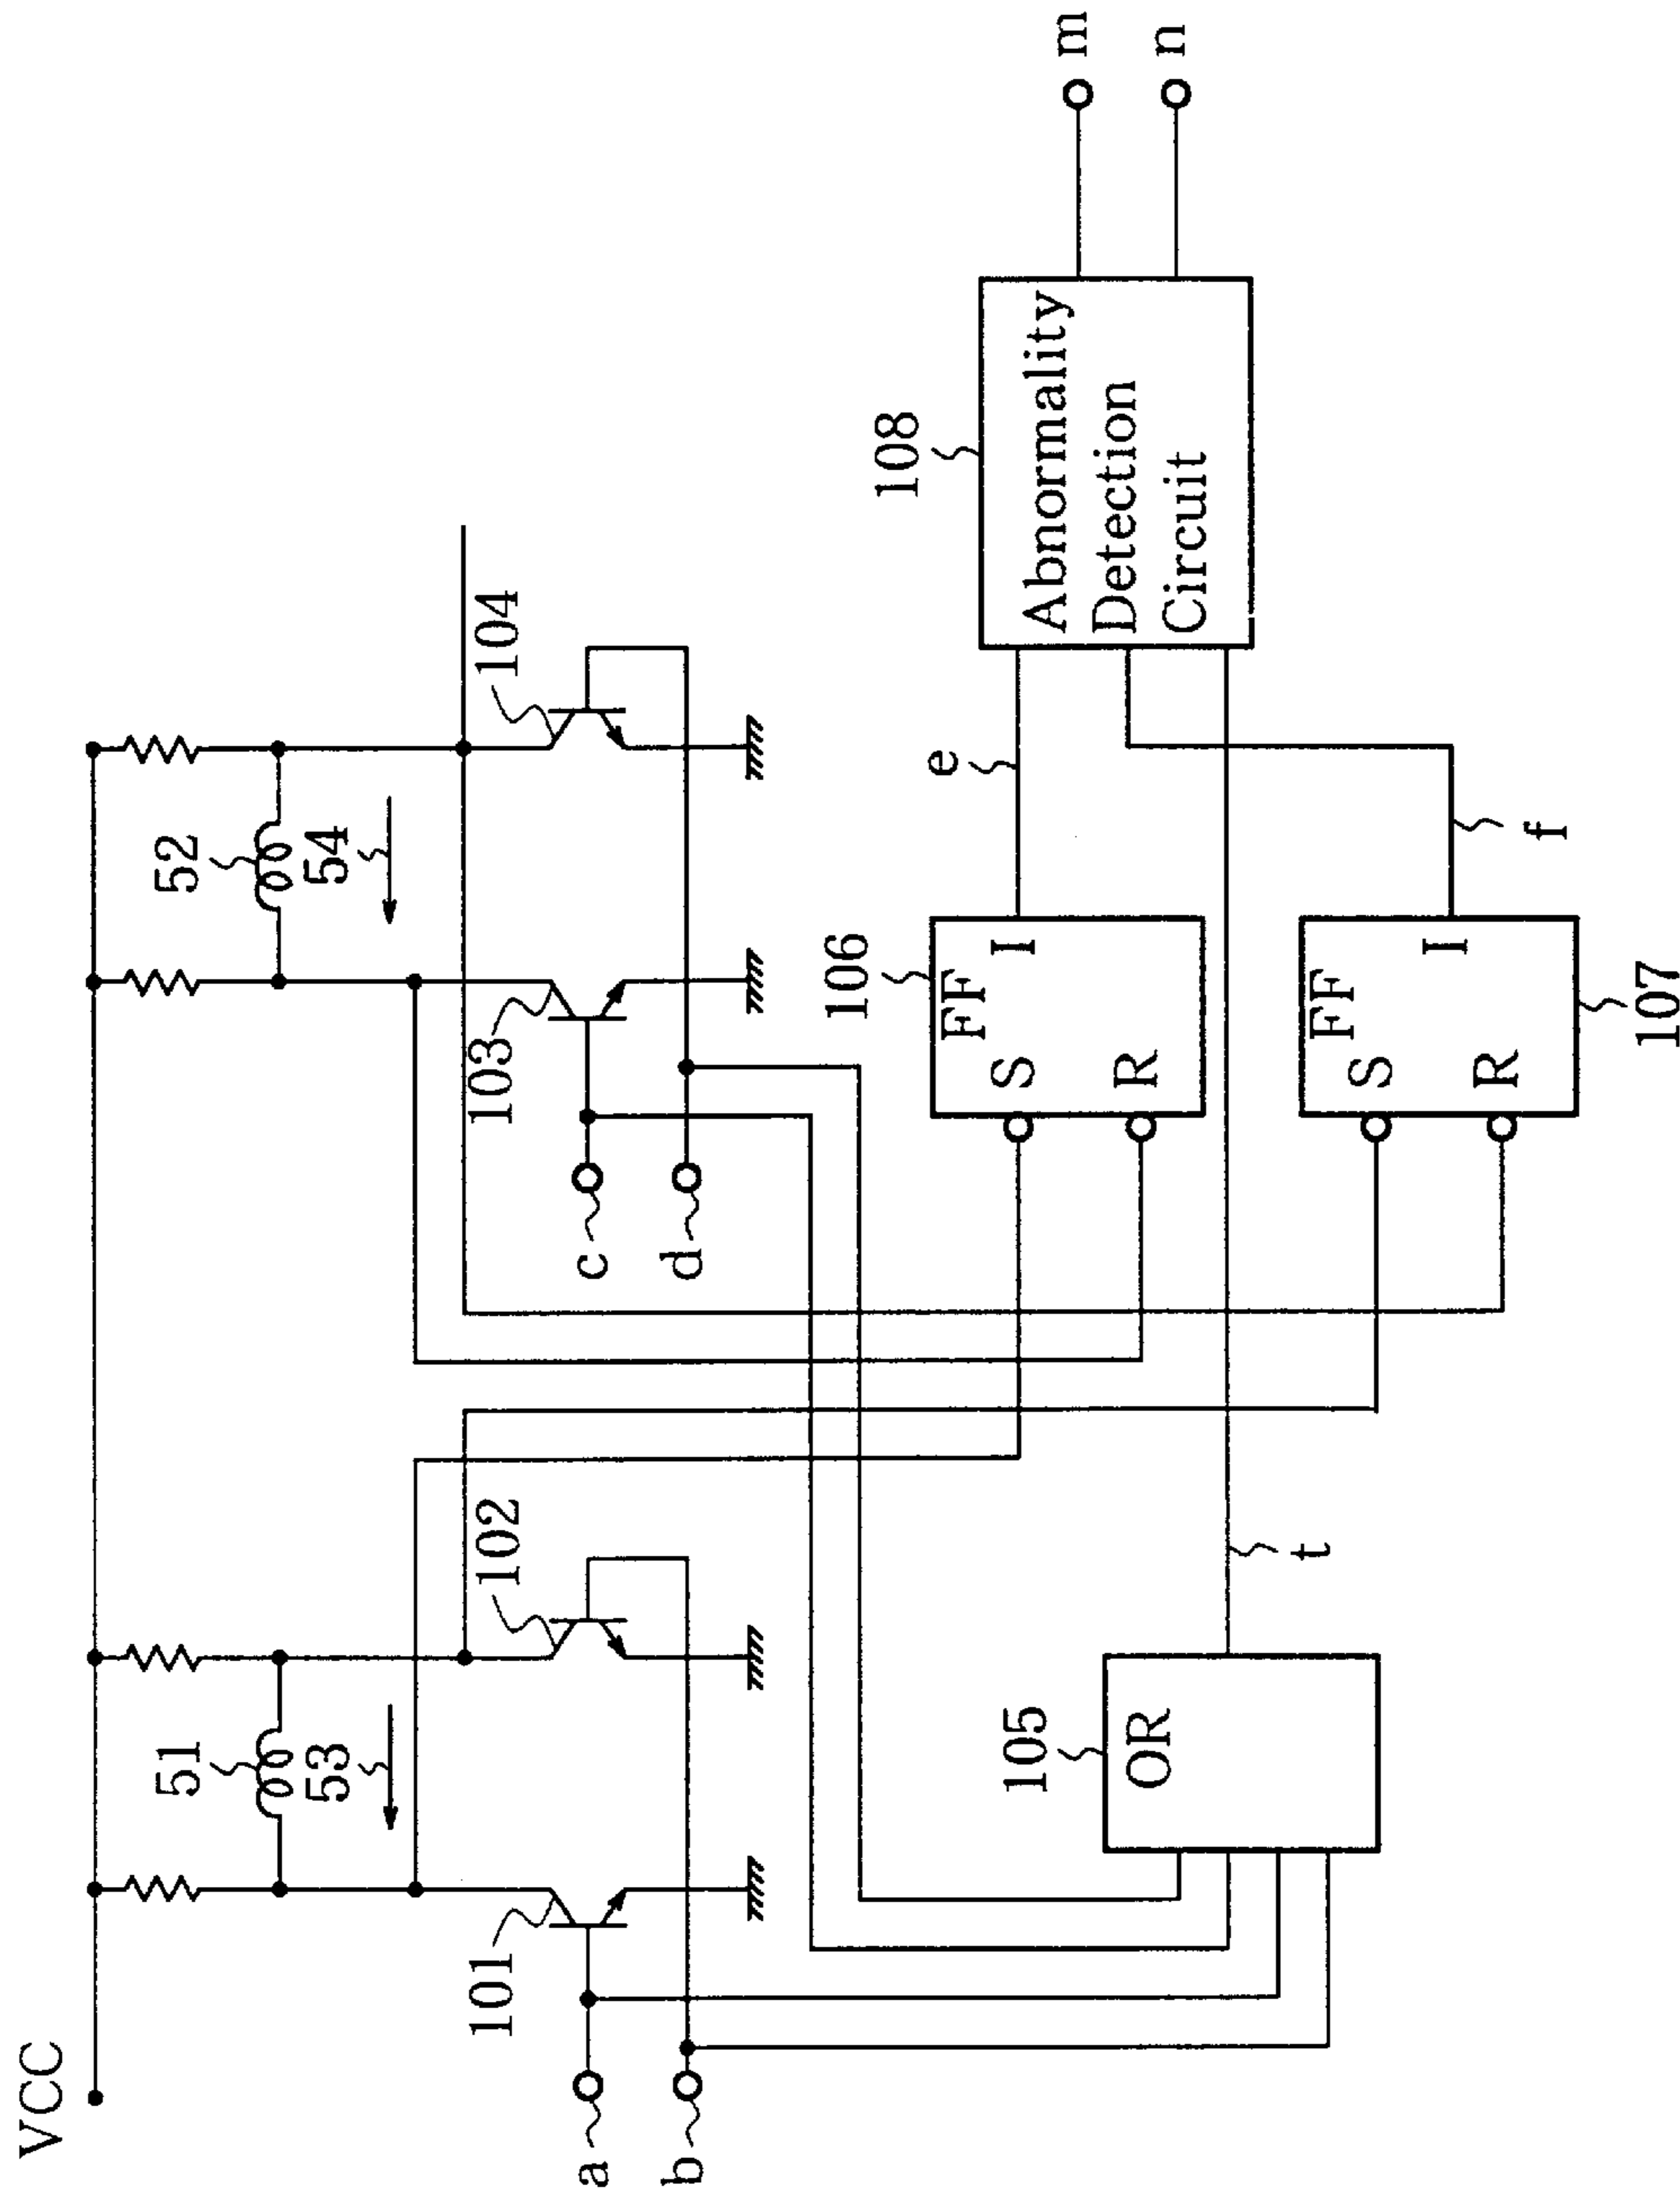 VCC
51
53
52
54
101
102
103
104
a
b
c
d
105
OR
t
106
FF
S
I
R
107
FF
S
I
R
e
f
108
Abnormality
Detection
Circuit
m
n